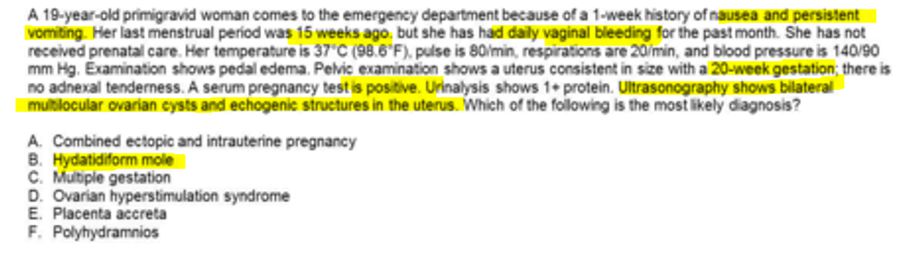 A 19-year-old primigravid woman comes to the emergency department because of a 1-week history of nausea and persistent
vomiting. Her last menstrual period was 15 weeks ago, but she has had daily vaginal bleeding for the past month. She has not
received prenatal care. Her temperature is 37°C (98.6°F), pulse is 80/min, respirations are 20/min, and blood pressure is 140/90
mm Hg. Examination shows pedal edema. Pelvic examination shows a uterus consistent in size with a 20-week gestation; there is
no adnexal tenderness. A serum pregnancy test is positive. Urinalysis shows 1+ protein. Ultrasonography shows bilateral
multilocular ovarian cysts and echogenic structures in the uterus. Which of the following is the most likely diagnosis?
A. Combined ectopic and intrauterine pregnancy
B. Hydatidiform mole
C. Multiple gestation
D. Ovarian hyperstimulation syndrome
E. Placenta accreta
F. Polyhydramnios